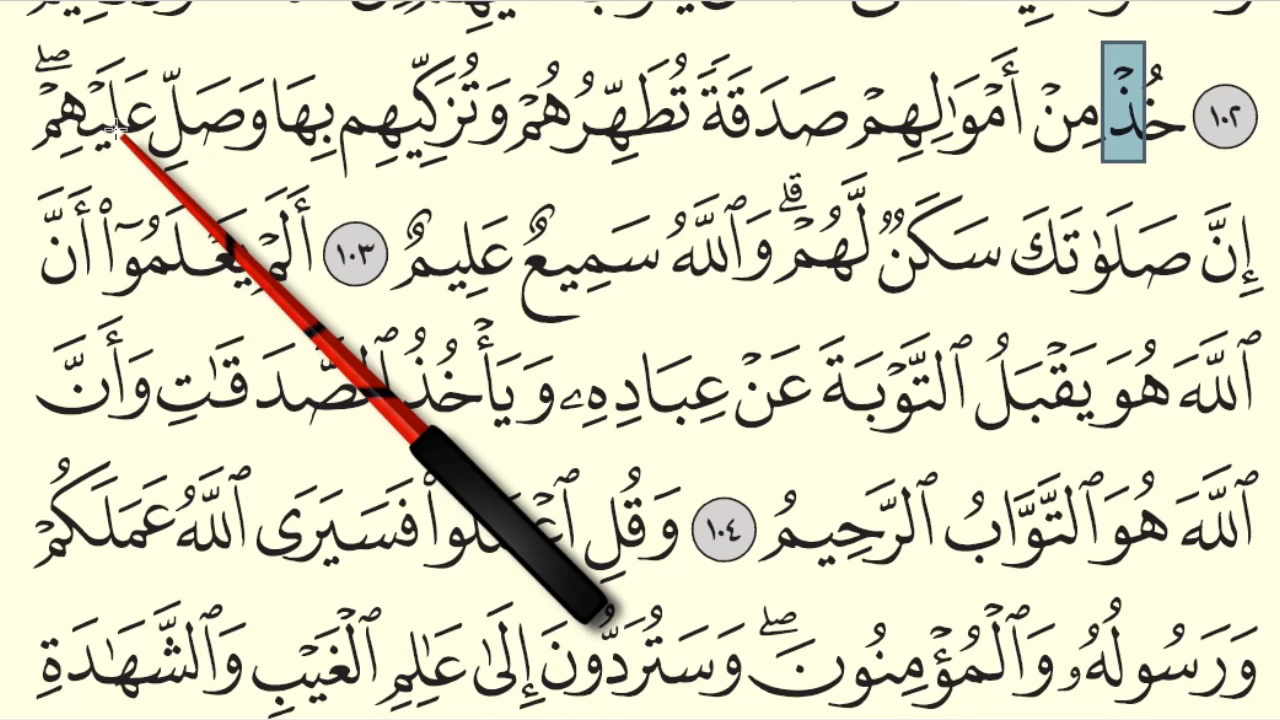 ١٠٢ خُذْ مِنْ أَمْوَٰلِهِمْ صَدَقَةً تُطَهِّرُهُمْ وَتُزَكِّيهِم بِهَا وَصَلِّ عَلَيْهِمْ ۖ
إِنَّ صَلَوٰتَكَ سَكَنٌ لَّهُمْ ۗ وَٱللَّهُ سَمِيعٌ عَلِيمٌ ١٠٣ أَلَمْ يَعْلَمُوٓا۟ أَنَّ
ٱللَّهَ هُوَ يَقْبَلُ ٱلتَّوْبَةَ عَنْ عِبَادِهِۦ وَيَأْخُذُ ٱلصَّدَقَٰتِ وَأَنَّ
ٱللَّهَ هُوَ ٱلتَّوَّابُ ٱلرَّحِيمُ ١٠٤ وَقُلِ ٱعْمَلُوا۟ فَسَيَرَى ٱللَّهُ عَمَلَكُمْ
وَرَسُولُهُۥ وَٱلْمُؤْمِنُونَ ۖ وَسَتُرَدُّونَ إِلَىٰ عَٰلِمِ ٱلْغَيْبِ وَٱلشَّهَٰدَةِ